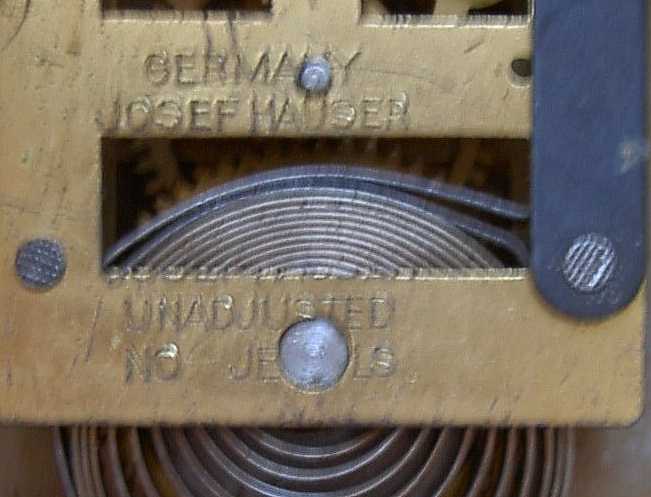 GERMANY
JOSEF HAUSER
UNADJUSTED
NO JEWELS